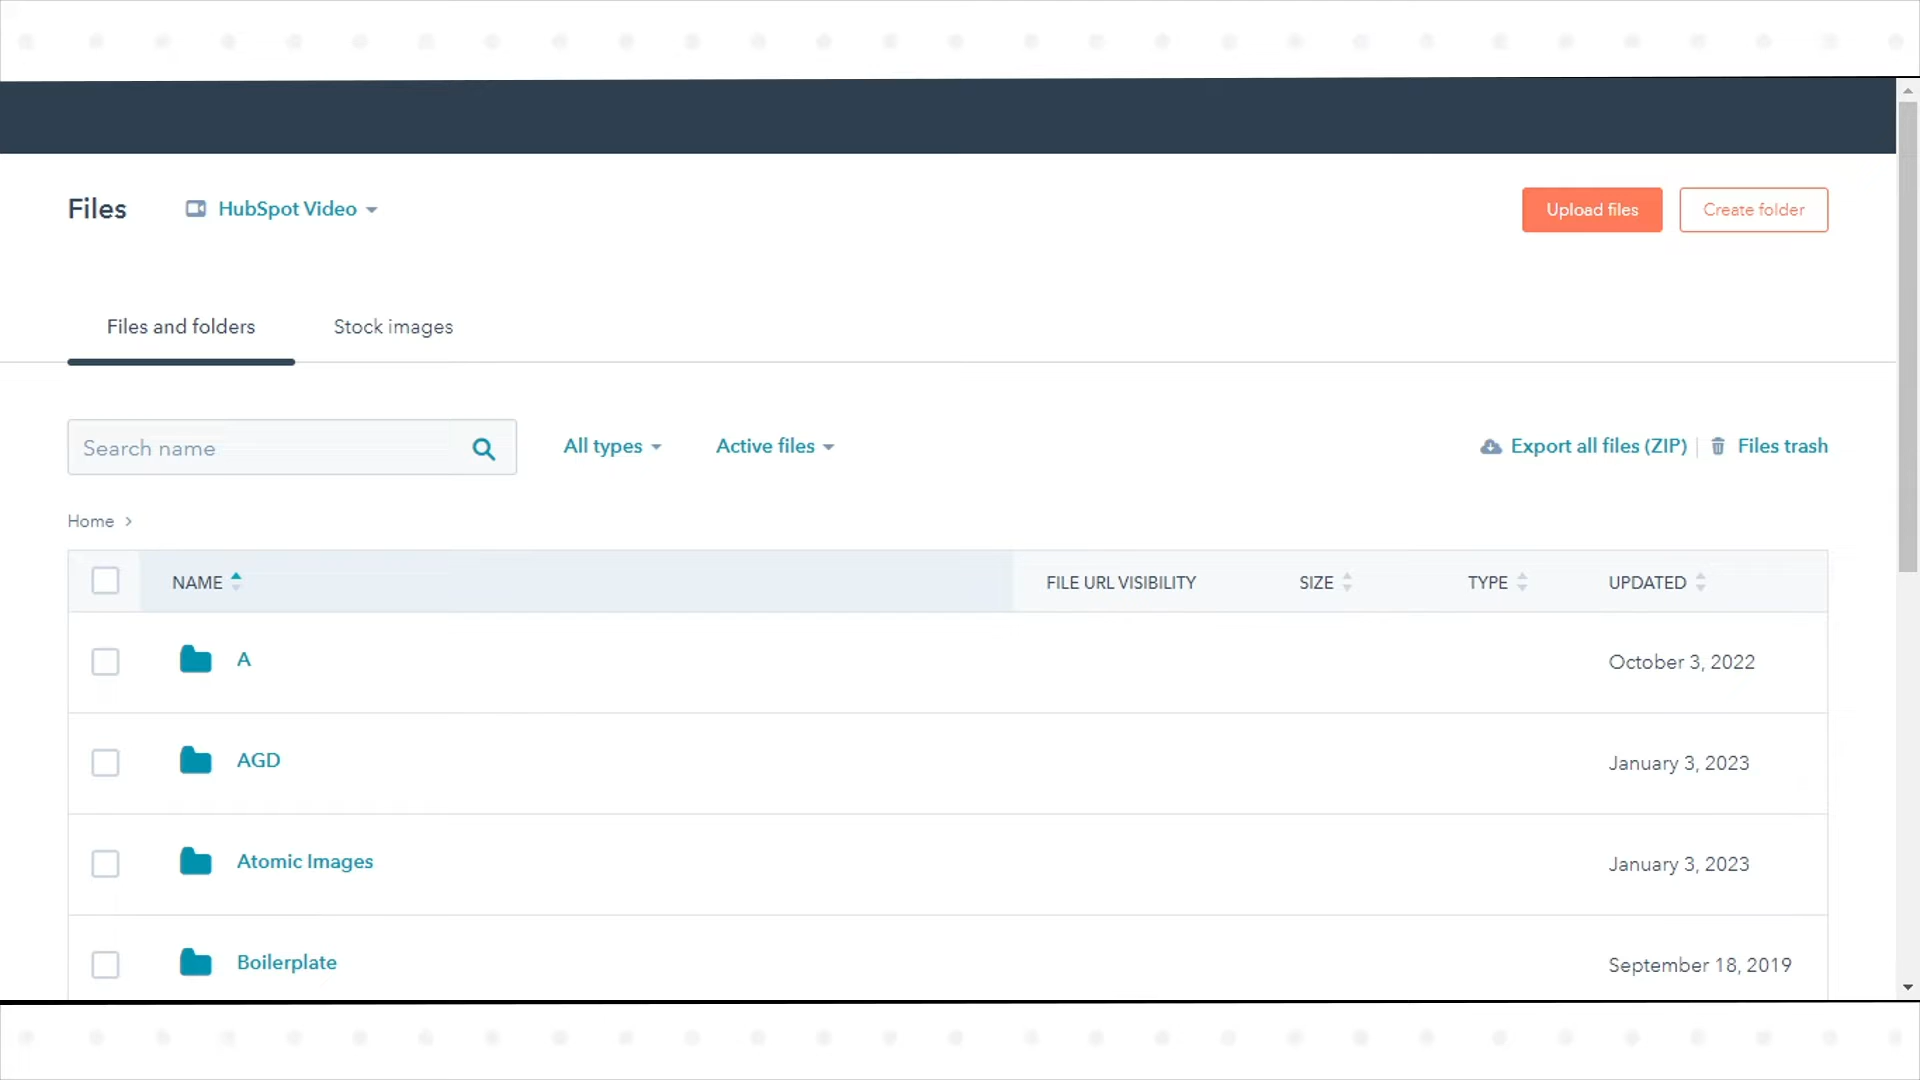 Files HubSpot Video Upload files Create folder
Files and folders Stock images
Search name All types Active files Export all files (ZIP) Files trash
Home
NAME FILE URL VISIBILITY SIZE TYPE UPDATED
A October 3, 2022
AGD January 3, 2023
Atomic Images January 3, 2023
Boilerplate September 18, 2019